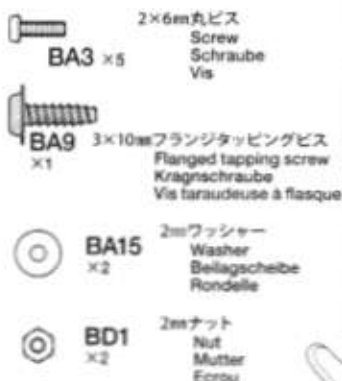 2×6mm丸ビス
Screw
Schraube
Vis
BA3 ×5
3×10mmフランジタッピングビス
Flanged tapping screw
Kragnschraube
Vis taraudeuse à flasque
BA9
×1
2mmワッシャー
Washer
Beilagscheibe
Rondelle
BA15
×2
2mmナット
Nut
Mutter
Ecrou
BD1
×2